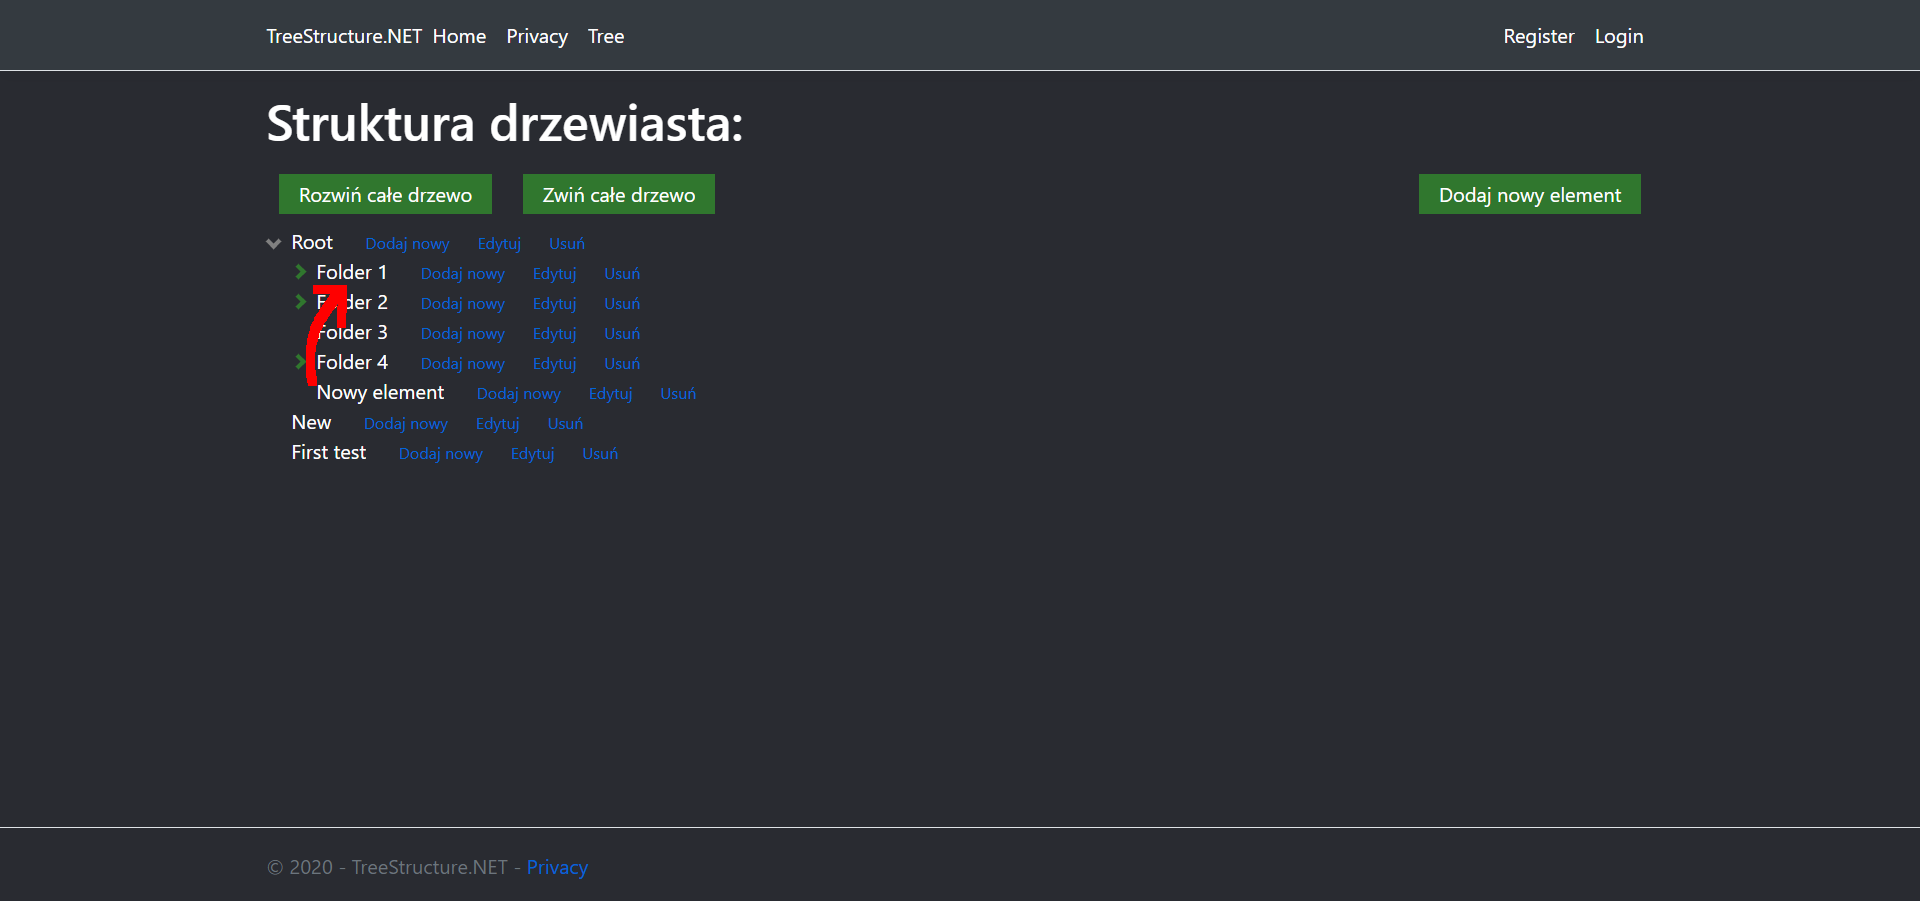 TreeStructure.NET Home Privacy Tree Register Login
Struktura drzewiasta:
Rozwiń całe drzewo Zwiń całe drzewo Dodaj nowy element
Root Dodaj nowy Edytuj Usuń
Folder 1 Dodaj nowy Edytuj Usuń
Folder 2 Dodaj nowy Edytuj Usuń
Folder 3 Dodaj nowy Edytuj Usuń
Folder 4 Dodaj nowy Edytuj Usuń
Nowy element Dodaj nowy Edytuj Usuń
New Dodaj nowy Edytuj Usuń
First test Dodaj nowy Edytuj Usuń
© 2020 - TreeStructure.NET - Privacy